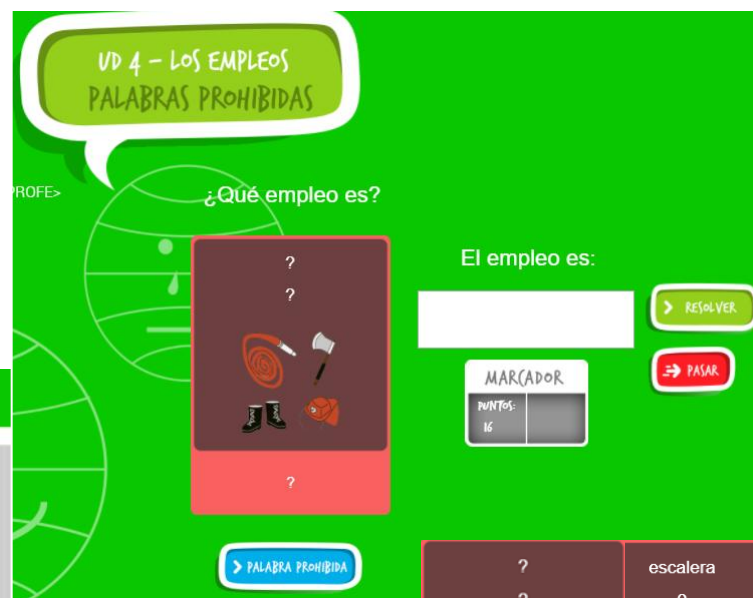 UD 4 – LOS EMPLEOS
PALABRAS PROHIBIDAS
PROFE>
¿Qué empleo es?
?
?
?
El empleo es:
RESOLVER
PASAR
MARCADOR
PUNTOS:
16
PALABRA PROHIBIDA
? escalera